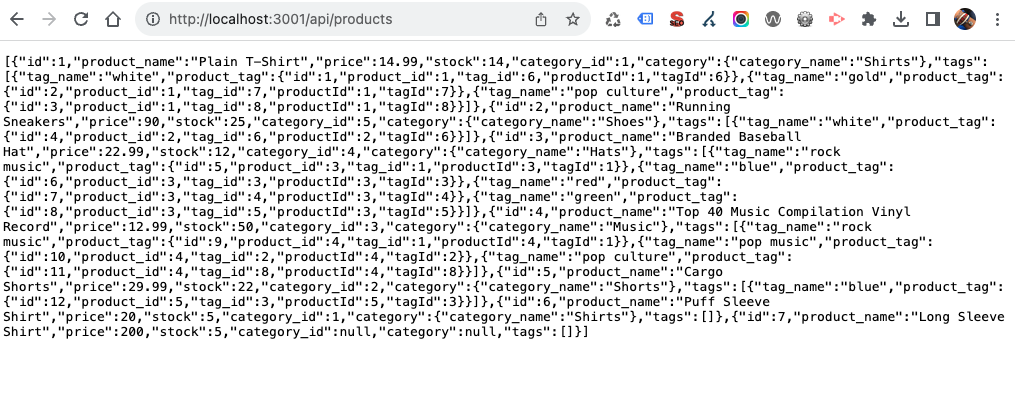 http://localhost:3001/api/products
SEO
[{"id":1,"product_name":"Plain T-Shirt","price":14.99,"stock":14,"category_id":1,"category":{"category_name":"Shirts"},"tags":
[{"tag_name":"white","product_tag":{"id":1,"product_id":1,"tag_id":6,"productId":1,"tagId":6}},{"tag_name":"gold","product_tag":
{"id":2,"product_id":1,"tag_id":7,"productId":1,"tagId":7}},{"tag_name":"pop culture","product_tag":
{"id":3,"product_id":1,"tag_id":8,"productId":1,"tagId":8}}]},{"id":2,"product_name":"Running
Sneakers","price":90,"stock":25,"category_id":5,"category":{"category_name":"Shoes"},"tags":[{"tag_name":"white","product_tag":
{"id":4,"product_id":2,"tag_id":6,"productId":2,"tagId":6}}]},{"id":3,"product_name":"Branded Baseball
Hat","price":22.99,"stock":12,"category_id":4,"category":{"category_name":"Hats"},"tags":[{"tag_name":"rock
music","product_tag":{"id":5,"product_id":3,"tag_id":1,"productId":3,"tagId":1}},{"tag_name":"blue","product_tag":
{"id":6,"product_id":3,"tag_id":3,"productId":3,"tagId":3}},{"tag_name":"red","product_tag":
{"id":7,"product_id":3,"tag_id":4,"productId":3,"tagId":4}},{"tag_name":"green","product_tag":
{"id":8,"product_id":3,"tag_id":5,"productId":3,"tagId":5}}]},{"id":4,"product_name":"Top 40 Music Compilation Vinyl
Record","price":12.99,"stock":50,"category_id":3,"category":{"category_name":"Music"},"tags":[{"tag_name":"rock
music","product_tag":{"id":9,"product_id":4,"tag_id":1,"productId":4,"tagId":1}},{"tag_name":"pop music","product_tag":
{"id":10,"product_id":4,"tag_id":2,"productId":4,"tagId":2}},{"tag_name":"pop culture","product_tag":
{"id":11,"product_id":4,"tag_id":8,"productId":4,"tagId":8}}]},{"id":5,"product_name":"Cargo
Shorts","price":29.99,"stock":22,"category_id":2,"category":{"category_name":"Shorts"},"tags":[{"tag_name":"blue","product_tag":
{"id":12,"product_id":5,"tag_id":3,"productId":5,"tagId":3}}]},{"id":6,"product_name":"Puff Sleeve
Shirt","price":20,"stock":5,"category_id":1,"category":{"category_name":"Shirts"},"tags":[]},{"id":7,"product_name":"Long Sleeve
Shirt","price":200,"stock":5,"category_id":null,"category":null,"tags":[]}]